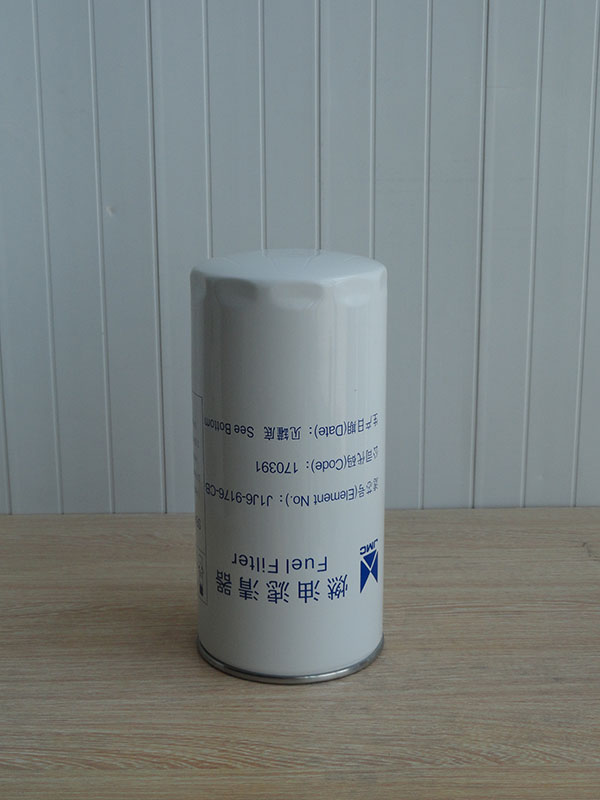 JMC
燃油滤清器
Fuel Filter
滤芯号(Element No.)： J1J6-9176-CB
公司代码(Code)： 170391
生产日期(Date)： 见罐底 See Bottom